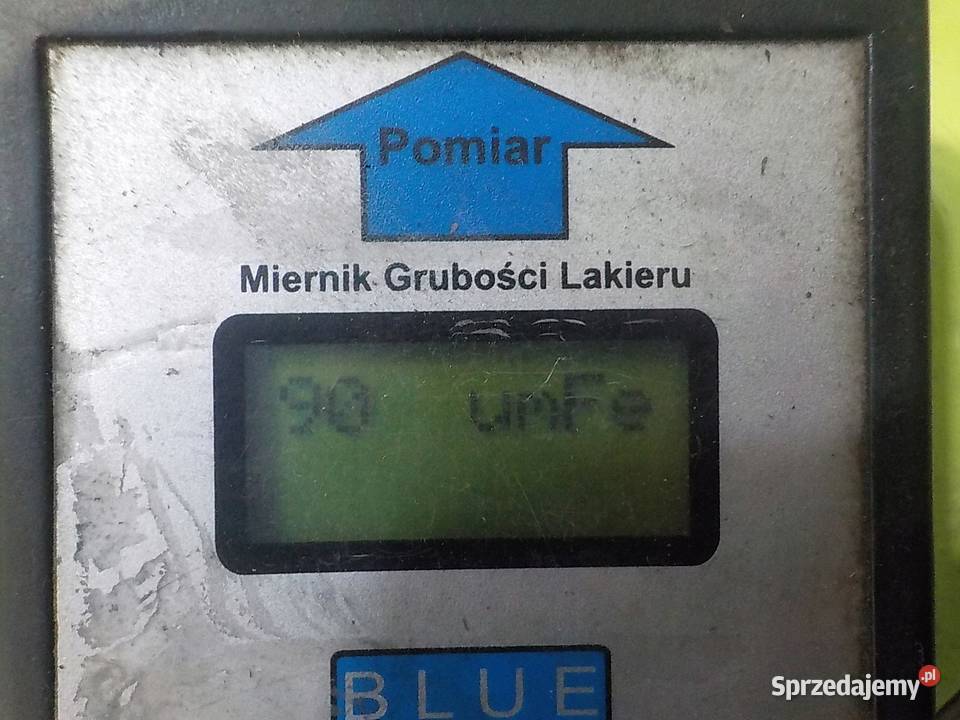 Pomiar
Miernik Grubości Lakieru
90 umFe
BLUE
Sprzedajemy.pl